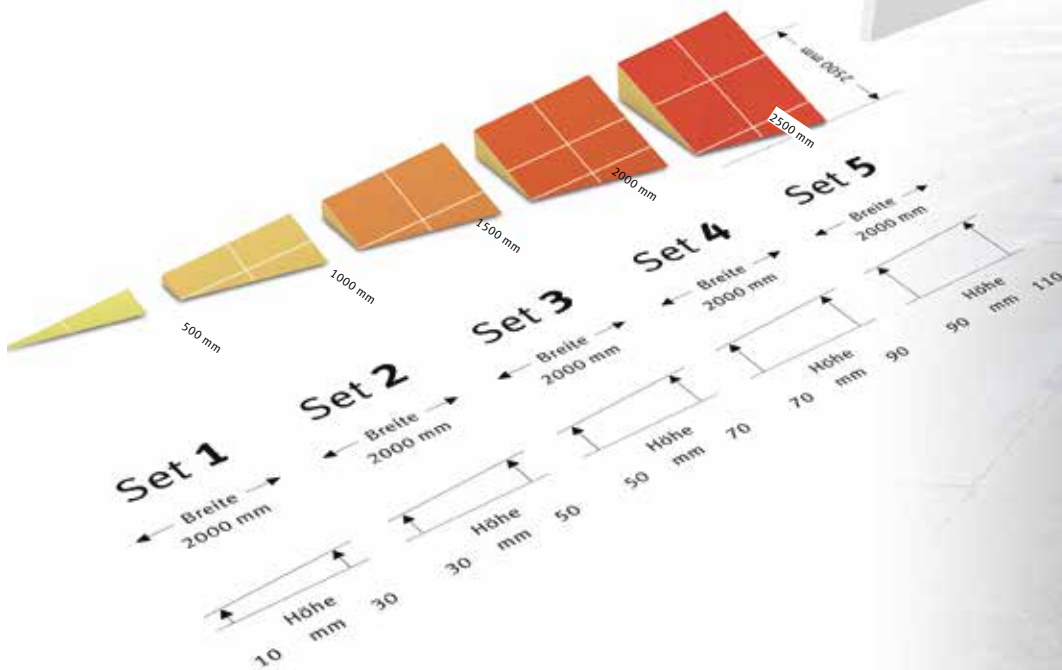 2500 mm
2500 mm
2000 mm
1500 mm
1000 mm
500 mm
Set 5
Breite
2000 mm
Set 4
Breite
2000 mm
Set 3
Breite
2000 mm
Set 2
Breite
2000 mm
Set 1
Breite
2000 mm
Höhe
90 mm 110
Höhe
70 mm 90
Höhe
50 mm 70
Höhe
30 mm 50
Höhe
10 mm 30